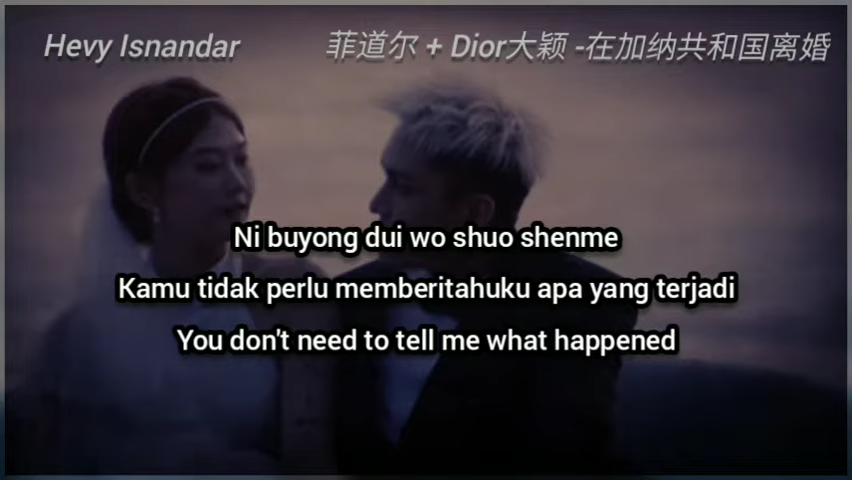 Hevy Isnandar
菲道尔 + Dior大颖 -在加纳共和国离婚
Ni buyong dui wo shuo shenme
Kamu tidak perlu memberitahuku apa yang terjadi
You don't need to tell me what happened